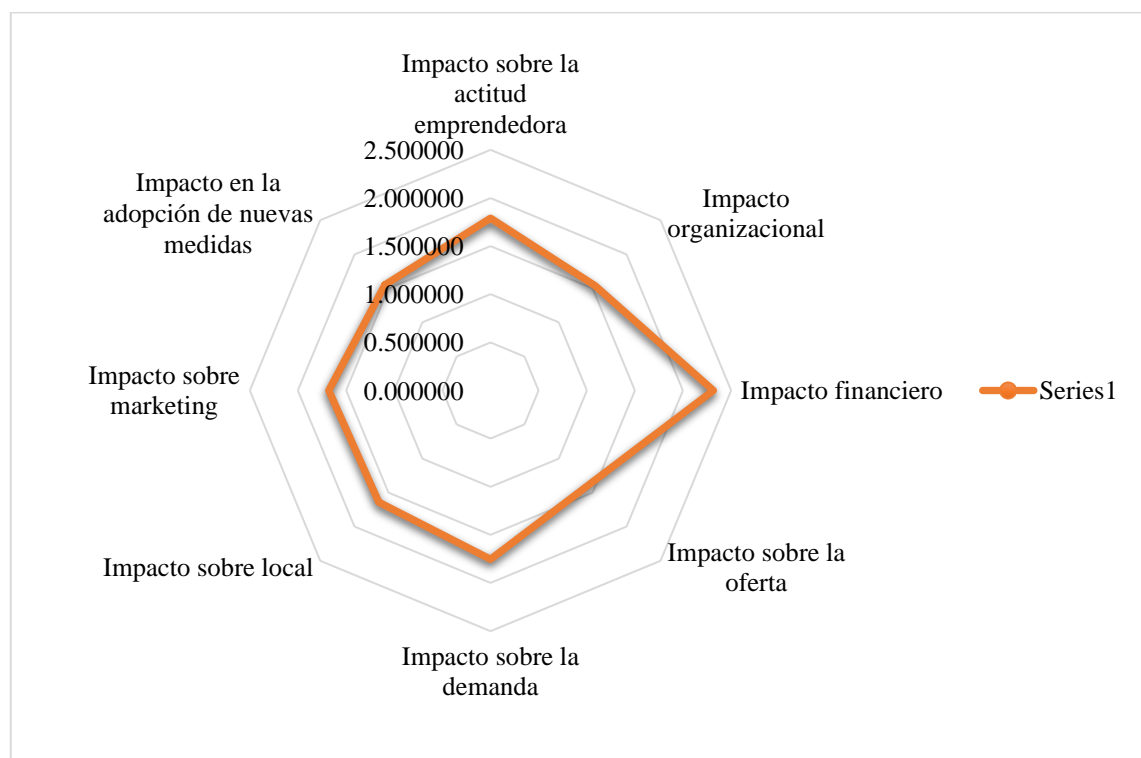 Impacto sobre la
actitud
emprendedora
2.500000
2.000000
1.500000
1.000000
0.500000
0.000000
Impacto
organizacional
Impacto financiero
Impacto sobre la
oferta
Impacto sobre la
demanda
Impacto sobre local
Impacto sobre
marketing
Impacto en la
adopción de nuevas
medidas
Series1